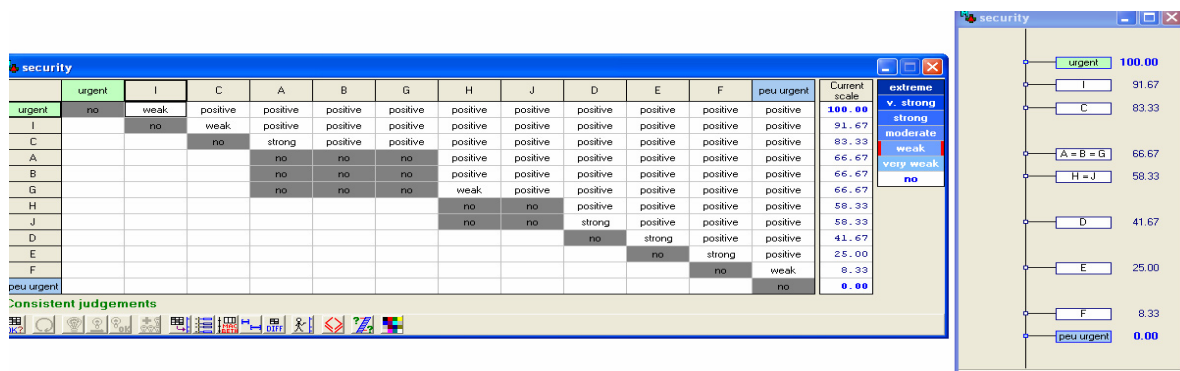 security
urgent I C A B G H J D E F peu urgent Current scale
urgent no weak positive positive positive positive positive positive positive positive positive positive 100.00
I no weak positive positive positive positive positive positive positive positive positive 91.67
C no strong positive positive positive positive positive positive positive positive 83.33
A no no no positive positive positive positive positive positive 66.67
B no no no positive positive positive positive positive positive 66.67
G no no no weak positive positive positive positive positive 66.67
H no no positive positive positive positive 58.33
J no no strong positive positive positive 58.33
D no strong positive positive 41.67
E no strong positive 25.00
F no weak 8.33
peu urgent no 0.00
Consistent judgements
extreme
v. strong
strong
moderate
weak
very weak
no
security
urgent 100.00
I 91.67
C 83.33
A = B = G 66.67
H = J 58.33
D 41.67
E 25.00
F 8.33
peu urgent 0.00